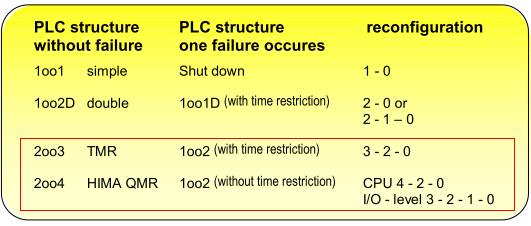 PLC structure PLC structure reconfiguration
without failure one failure occures
1oo1 simple Shut down 1 - 0
1oo2D double 1oo1D (with time restriction) 2 - 0 or
2 - 1 – 0
2oo3 TMR 1oo2 (with time restriction) 3 - 2 - 0
2oo4 HIMA QMR 1oo2 (without time restriction) CPU 4 - 2 - 0
I/O - level 3 - 2 - 1 - 0